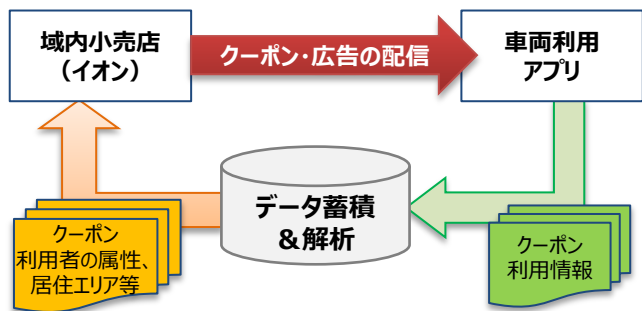 域内小売店
（イオン）
クーポン・広告の配信
車両利用
アプリ
データ蓄積
＆解析
クーポン
利用者の属性、
居住エリア等
クーポン
利用情報